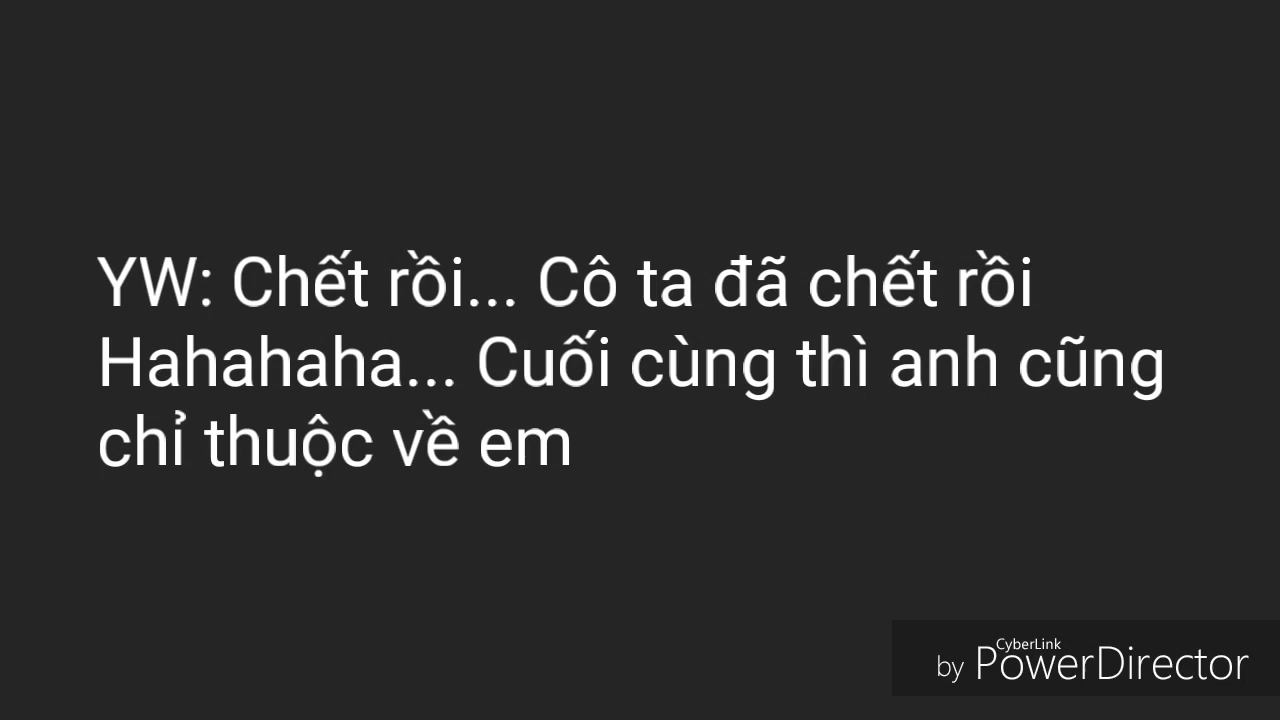 YW: Chết rồi... Cô ta đã chết rồi
Hahahaha... Cuối cùng thì anh cũng
chỉ thuộc về em
CyberLink
by PowerDirector